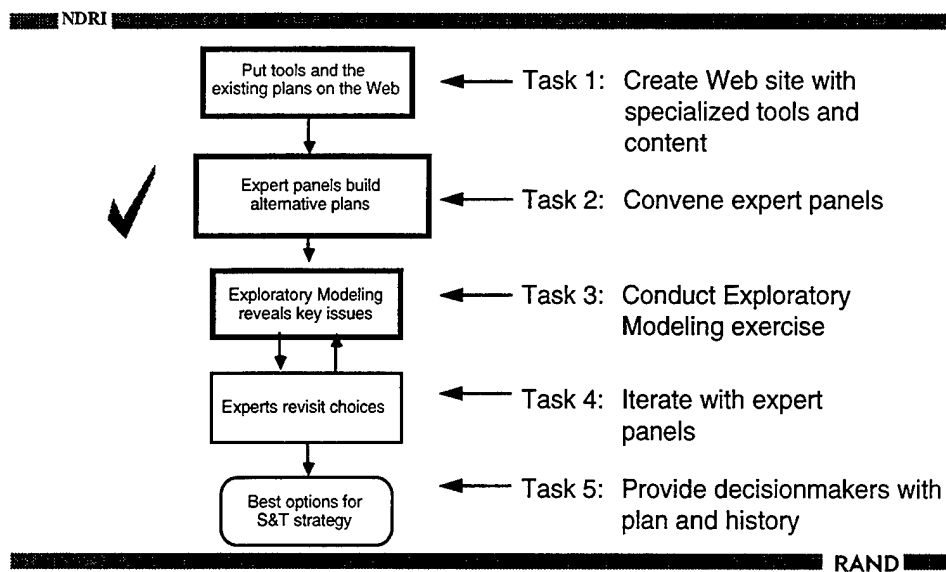 NDRI
Put tools and the
existing plans on the Web
Task 1: Create Web site with
specialized tools and
content
Expert panels build
alternative plans
Task 2: Convene expert panels
Exploratory Modeling
reveals key issues
Task 3: Conduct Exploratory
Modeling exercise
Experts revisit choices
Task 4: Iterate with expert
panels
Best options for
S&T strategy
Task 5: Provide decisionmakers with
plan and history
RAND